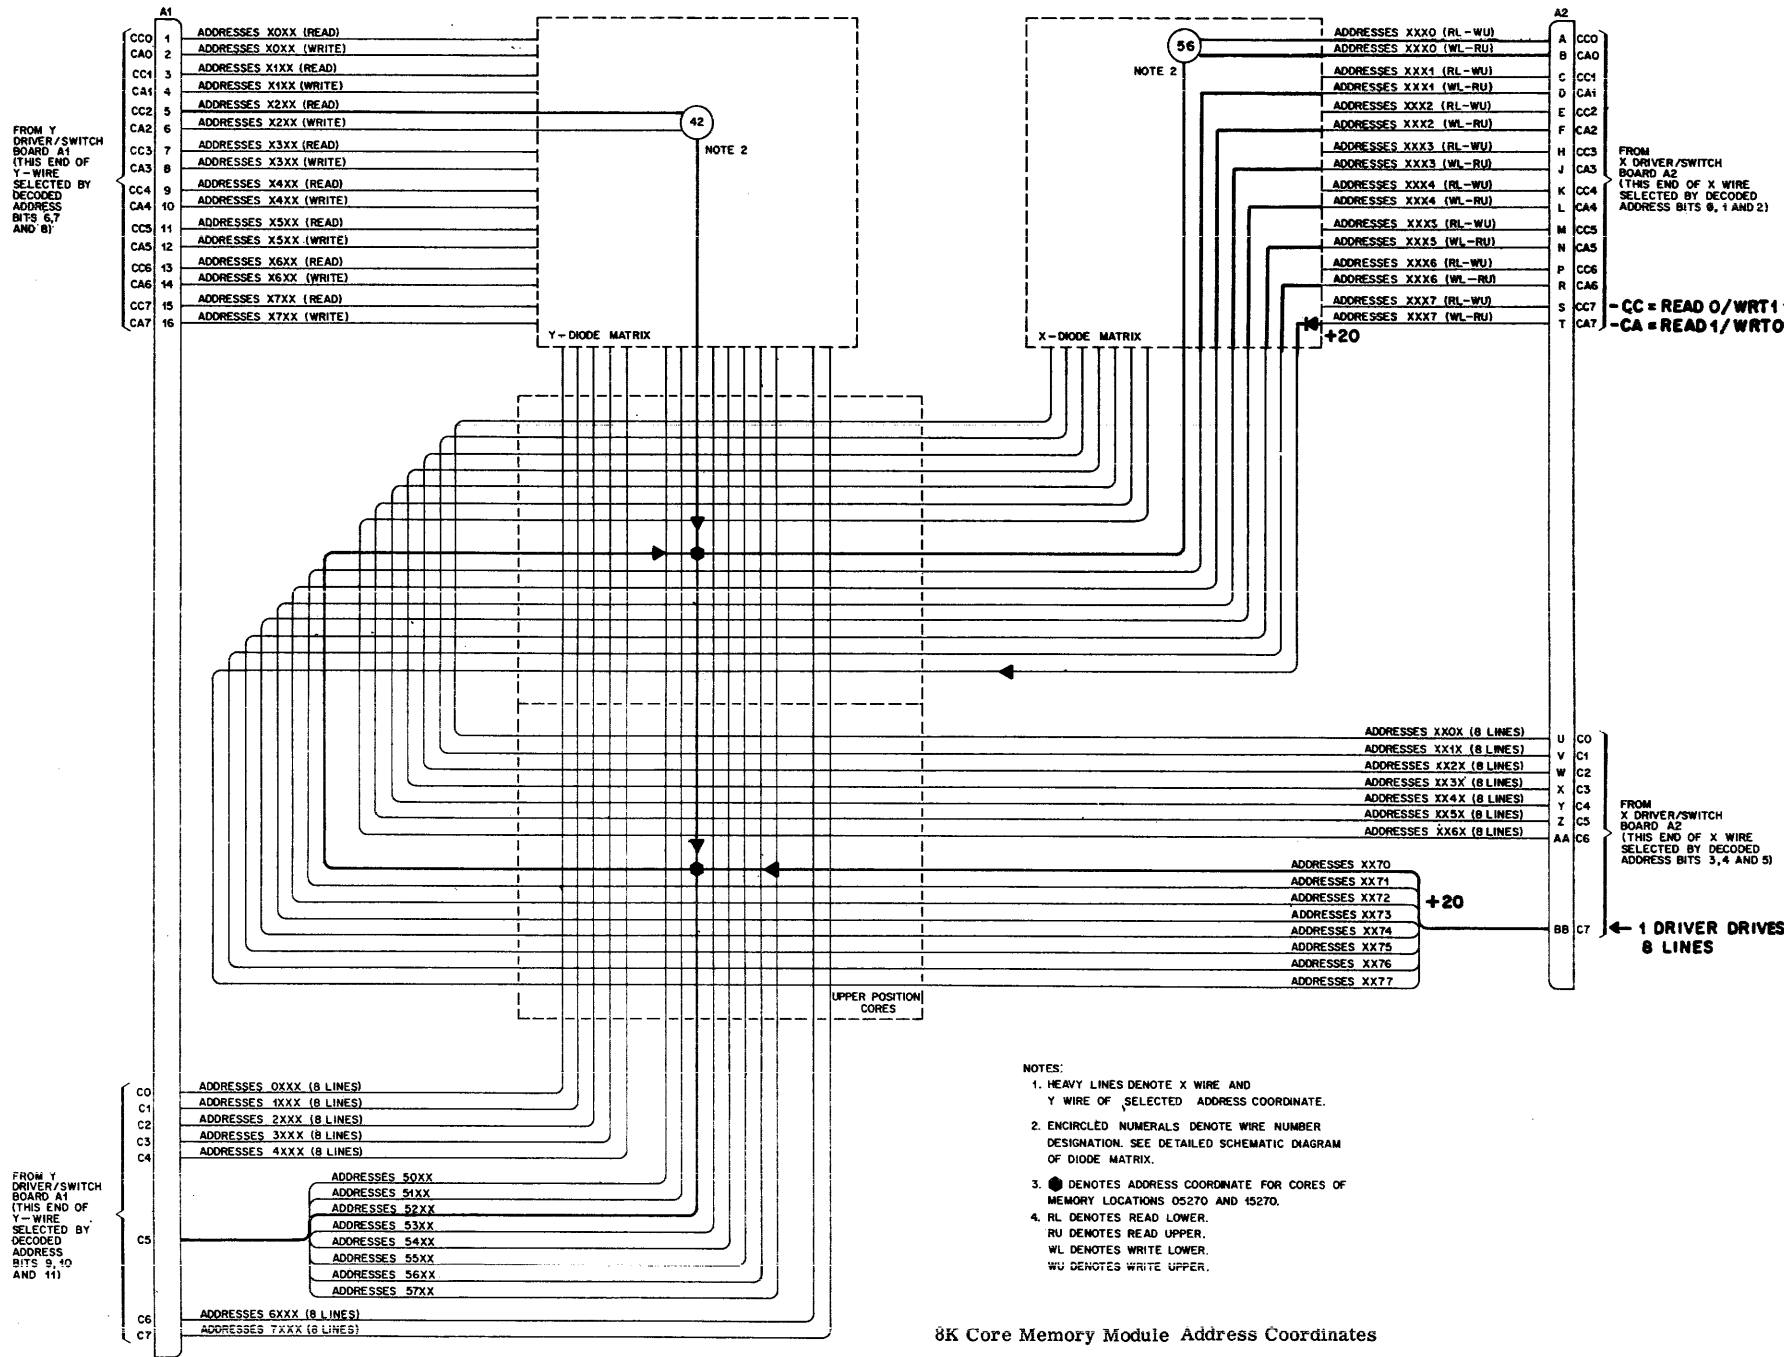 A1
CC0 1 ADDRESSES X0XX (READ)
CA0 2 ADDRESSES X0XX (WRITE)
CC1 3 ADDRESSES X1XX (READ)
CA1 4 ADDRESSES X1XX (WRITE)
CC2 5 ADDRESSES X2XX (READ)
CA2 6 ADDRESSES X2XX (WRITE)
CC3 7 ADDRESSES X3XX (READ)
CA3 8 ADDRESSES X3XX (WRITE)
CC4 9 ADDRESSES X4XX (READ)
CA4 10 ADDRESSES X4XX (WRITE)
CC5 11 ADDRESSES X5XX (READ)
CA5 12 ADDRESSES X5XX (WRITE)
CC6 13 ADDRESSES X6XX (READ)
CA6 14 ADDRESSES X6XX (WRITE)
CC7 15 ADDRESSES X7XX (READ)
CA7 16 ADDRESSES X7XX (WRITE)
FROM Y
DRIVER/SWITCH
BOARD A1
(THIS END OF
Y-WIRE
SELECTED BY
DECODED
ADDRESS
BITS 6,7
AND 8)
42
NOTE 2
Y-DIODE MATRIX
56
NOTE 2
X-DIODE MATRIX
A2
ADDRESSES XXX0 (RL-WU) A CC0
ADDRESSES XXX0 (WL-RU) B CA0
ADDRESSES XXX1 (RL-WU) C CC1
ADDRESSES XXX1 (WL-RU) D CA1
ADDRESSES XXX2 (RL-WU) E CC2
ADDRESSES XXX2 (WL-RU) F CA2
ADDRESSES XXX3 (RL-WU) H CC3
ADDRESSES XXX3 (WL-RU) J CA3
ADDRESSES XXX4 (RL-WU) K CC4
ADDRESSES XXX4 (WL-RU) L CA4
ADDRESSES XXX5 (RL-WU) M CC5
ADDRESSES XXX5 (WL-RU) N CA5
ADDRESSES XXX6 (RL-WU) P CC6
ADDRESSES XXX6 (WL-RU) R CA6
ADDRESSES XXX7 (RL-WU) S CC7
ADDRESSES XXX7 (WL-RU) T CA7
FROM
X DRIVER/SWITCH
BOARD A2
(THIS END OF X WIRE
SELECTED BY DECODED
ADDRESS BITS 0, 1 AND 2)
-CC = READ 0/WRT1
-CA = READ 1/WRT0
+20
ADDRESSES XX0X (8 LINES) U C0
ADDRESSES XX1X (8 LINES) V C1
ADDRESSES XX2X (8 LINES) W C2
ADDRESSES XX3X (8 LINES) X C3
ADDRESSES XX4X (8 LINES) Y C4
ADDRESSES XX5X (8 LINES) Z C5
ADDRESSES XX6X (8 LINES) AA C6
ADDRESSES XX70
ADDRESSES XX71
ADDRESSES XX72
ADDRESSES XX73
ADDRESSES XX74
ADDRESSES XX75
ADDRESSES XX76
ADDRESSES XX77
+20
BB C7
FROM
X DRIVER/SWITCH
BOARD A2
(THIS END OF X WIRE
SELECTED BY DECODED
ADDRESS BITS 3,4 AND 5)
← 1 DRIVER DRIVES
8 LINES
UPPER POSITION
CORES
C0 ADDRESSES 0XXX (8 LINES)
C1 ADDRESSES 1XXX (8 LINES)
C2 ADDRESSES 2XXX (8 LINES)
C3 ADDRESSES 3XXX (8 LINES)
C4 ADDRESSES 4XXX (8 LINES)
FROM Y
DRIVER/SWITCH
BOARD A1
(THIS END OF
Y-WIRE
SELECTED BY
DECODED
ADDRESS
BITS 9,10
AND 11)
C5
ADDRESSES 50XX
ADDRESSES 51XX
ADDRESSES 52XX
ADDRESSES 53XX
ADDRESSES 54XX
ADDRESSES 55XX
ADDRESSES 56XX
ADDRESSES 57XX
C6 ADDRESSES 6XXX (8 LINES)
C7 ADDRESSES 7XXX (8 LINES)
NOTES:
1. HEAVY LINES DENOTE X WIRE AND
Y WIRE OF SELECTED ADDRESS COORDINATE.
2. ENCIRCLED NUMERALS DENOTE WIRE NUMBER
DESIGNATION. SEE DETAILED SCHEMATIC DIAGRAM
OF DIODE MATRIX.
3. ⬢ DENOTES ADDRESS COORDINATE FOR CORES OF
MEMORY LOCATIONS 05270 AND 15270.
4. RL DENOTES READ LOWER.
RU DENOTES READ UPPER.
WL DENOTES WRITE LOWER.
WU DENOTES WRITE UPPER.
8K Core Memory Module Address Coordinates